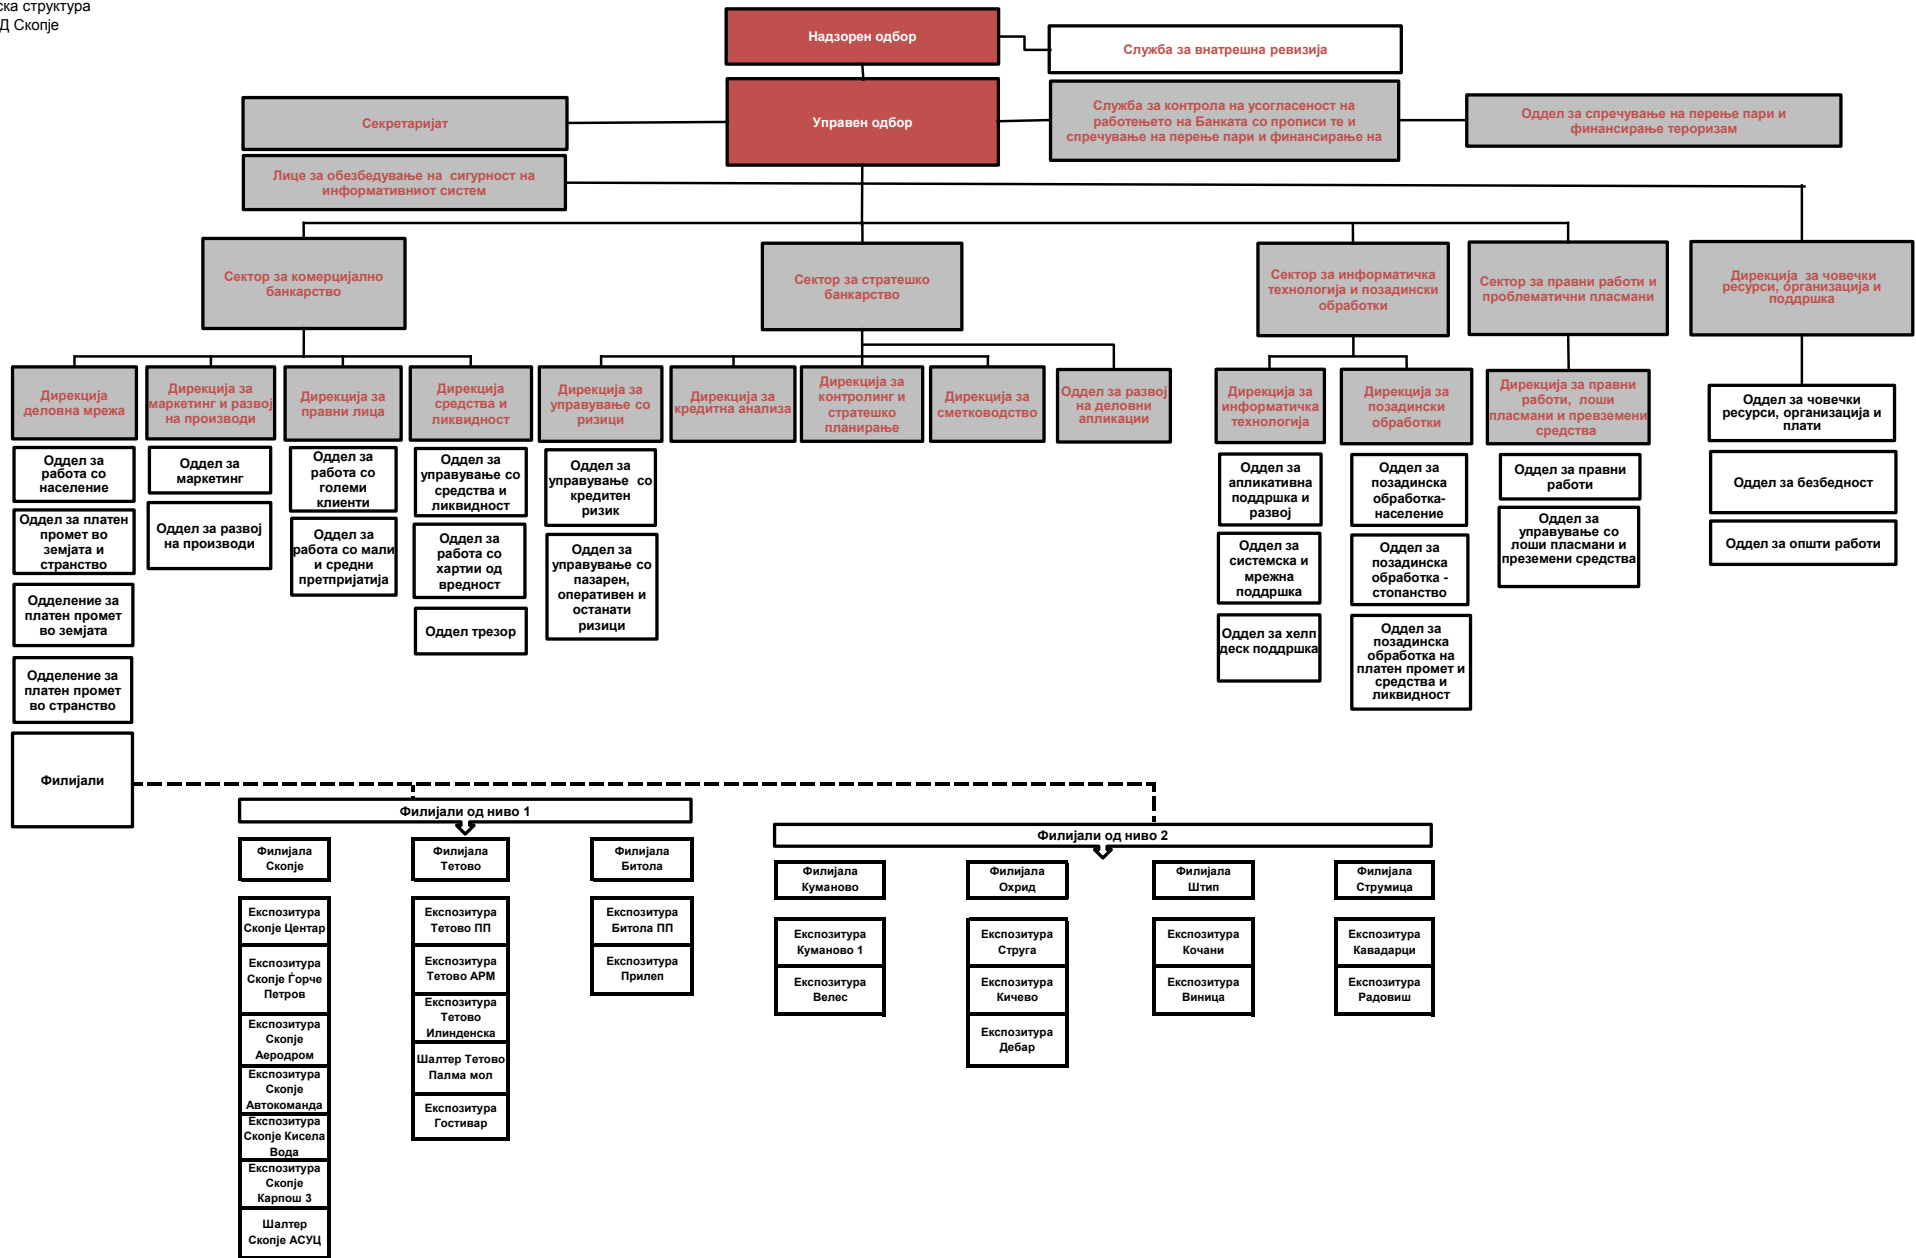 ска структура
Д Скопје
Надзорен одбор
Служба за внатрешна ревизија
Секретаријат
Управен одбор
Служба за контрола на усогласеност на
работењето на Банката со прописи те и
спречување на перење пари и финансирање на
Оддел за спречување на перење пари и
финансирање тероризам
Лице за обезбедување на сигурност на
информативниот систем
Сектор за комерцијално
банкарство
Сектор за стратешко
банкарство
Сектор за информатичка
технологија и позадински
обработки
Сектор за правни работи и
проблематични пласмани
Дирекција за човечки
ресурси, организација и
поддршка
Дирекција
деловна мрежа
Дирекција за
маркетинг и развој
на производи
Дирекција за
правни лица
Дирекција
средства и
ликвидност
Дирекција за
управување со
ризици
Дирекција за
кредитна анализа
Дирекција за
контролинг и
стратешко
планирање
Дирекција за
сметководство
Оддел за развој
на деловни
апликации
Дирекција за
информатичка
технологија
Дирекција за
позадински
обработки
Дирекција за правни
работи, лоши
пласмани и превземени
средства
Оддел за човечки
ресурси, организација и
плати
Оддел за
работа со
население
Оддел за
маркетинг
Оддел за
работа со
големи
клиенти
Оддел за
управување со
средства и
ликвидност
Оддел за
управување со
кредитен
ризик
Оддел за
апликативна
поддршка и
развој
Оддел за
позадинска
обработка-
население
Оддел за правни
работи
Оддел за безбедност
Оддел за платен
промет во
земјата и
странство
Оддел за развој
на производи
Оддел за
работа со мали
и средни
претпријатија
Оддел за
работа со
хартии од
вредност
Оддел за
управување со
пазарен,
оперативен и
останати
ризици
Оддел за
системска и
мрежна
поддршка
Оддел за
позадинска
обработка -
стопанство
Оддел за
управување со
лоши пласмани и
преземени средства
Оддел за општи работи
Одделение за
платен промет
во земјата
Оддел трезор
Оддел за хелп
деск поддршка
Оддел за
позадинска
обработка на
платен промет и
средства и
ликвидност
Одделение за
платен промет
во странство
Филијали
Филијали од ниво 1
Филијали од ниво 2
Филијала
Скопје
Филијала
Тетово
Филијала
Битола
Филијала
Куманово
Филијала
Охрид
Филијала
Штип
Филијала
Струмица
Експозитура
Скопје Центар
Експозитура
Скопје Ѓорче
Петров
Експозитура
Скопје
Аеродром
Експозитура
Скопје
Автокоманда
Експозитура
Скопје Кисела
Вода
Експозитура
Скопје
Карпош 3
Шалтер
Скопје АСУЦ
Експозитура
Тетово ПП
Експозитура
Тетово АРМ
Експозитура
Тетово
Илинденска
Шалтер Тетово
Палма мол
Експозитура
Гостивар
Експозитура
Битола ПП
Експозитура
Прилеп
Експозитура
Куманово 1
Експозитура
Велес
Експозитура
Струга
Експозитура
Кичево
Експозитура
Дебар
Експозитура
Кочани
Експозитура
Виница
Експозитура
Кавадарци
Експозитура
Радовиш